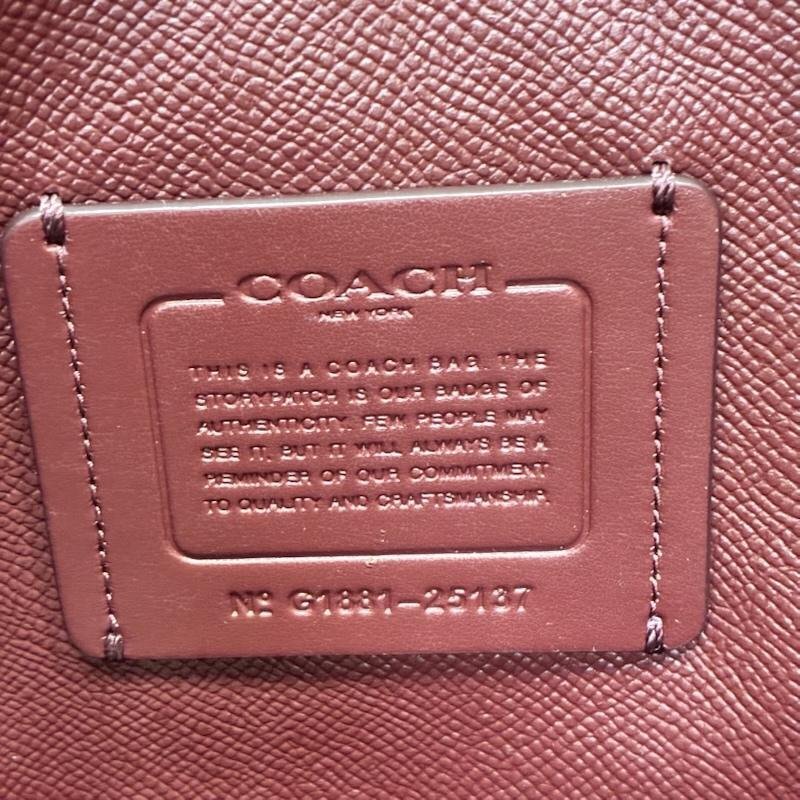 COACH
NEW YORK
THIS IS A COACH BAG. THE
STORYPATCH IS OUR BADGE OF
AUTHENTICITY. FEW PEOPLE MAY
SEE IT, BUT IT WILL ALWAYS BE A
REMINDER OF OUR COMMITMENT
TO QUALITY AND CRAFTSMANSHIP.
Nº G1881-25137